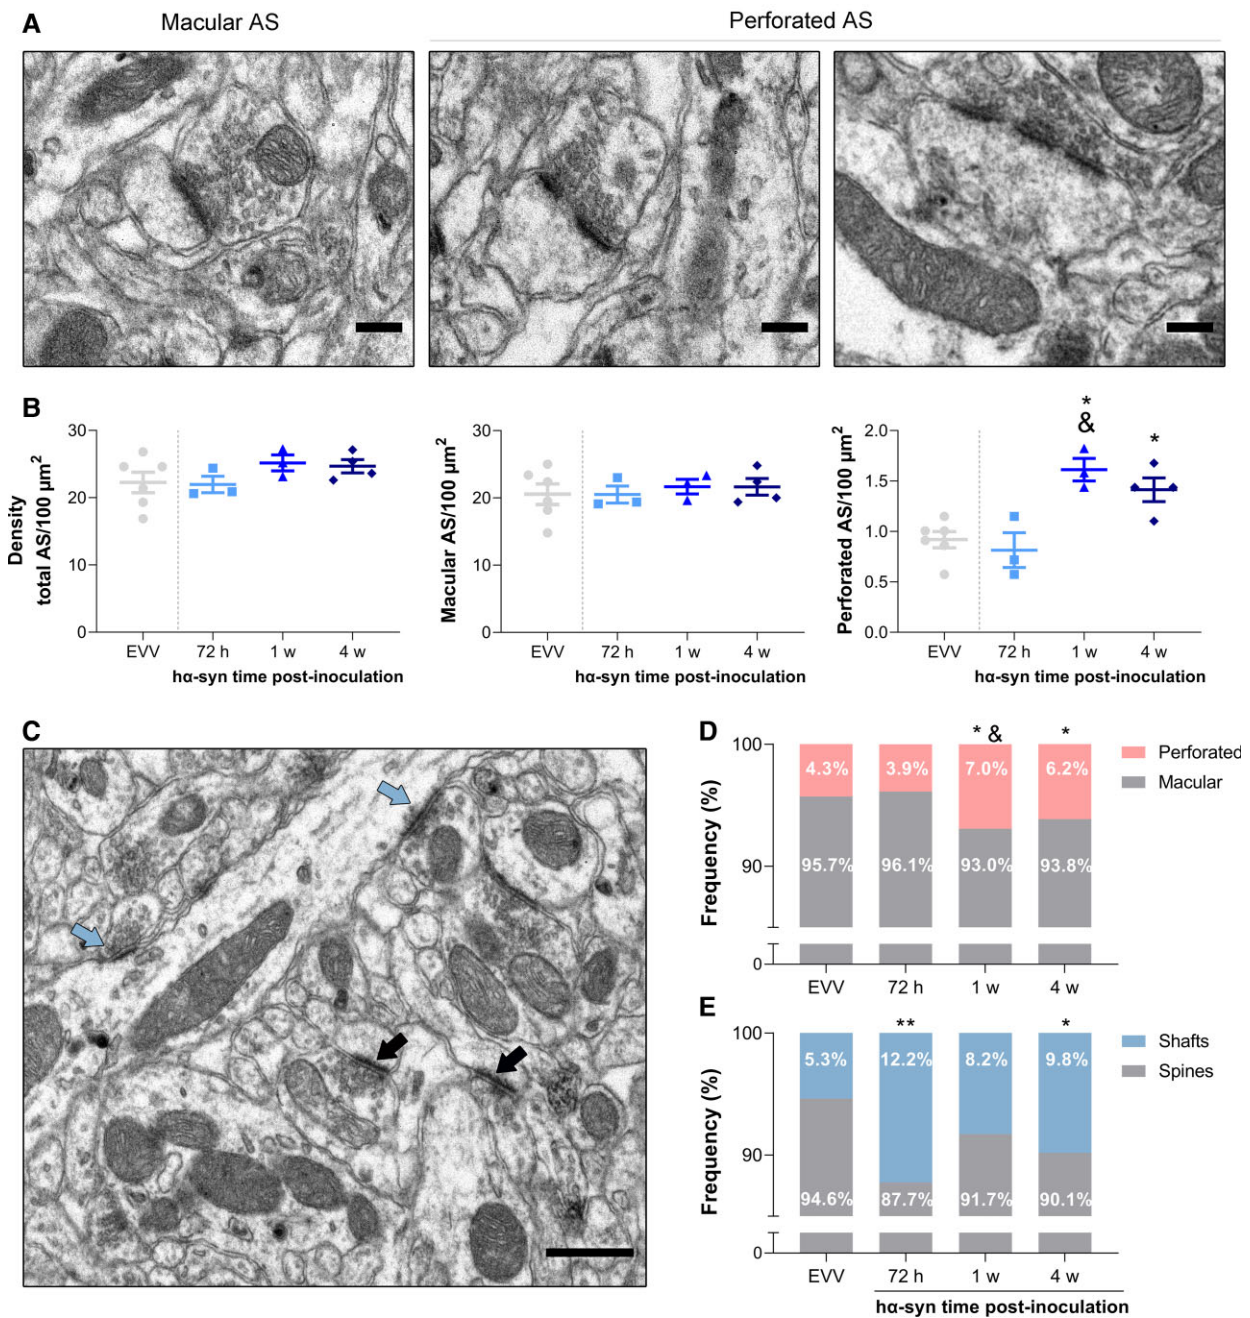 A
Macular AS
Perforated AS
B
Density
total AS/100 µm²
30
20
10
0
EVV
72 h
1 w
4 w
hα-syn time post-inoculation
Macular AS/100 µm²
30
20
10
0
EVV
72 h
1 w
4 w
hα-syn time post-inoculation
Perforated AS/100 µm²
2.0
1.5
1.0
0.5
0.0
*
&
*
EVV
72 h
1 w
4 w
hα-syn time post-inoculation
C
D
* &
*
Frequency (%)
100
90
0
4.3%
3.9%
7.0%
6.2%
95.7%
96.1%
93.0%
93.8%
Perforated
Macular
EVV
72 h
1 w
4 w
E
**
*
Frequency (%)
100
90
0
5.3%
12.2%
8.2%
9.8%
94.6%
87.7%
91.7%
90.1%
Shafts
Spines
EVV
72 h
1 w
4 w
hα-syn time post-inoculation